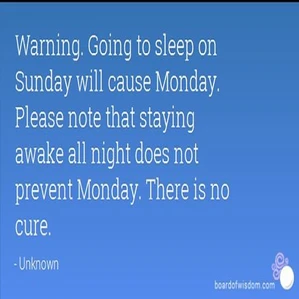 Warning. Going to sleep on
Sunday will cause Monday.
Please note that staying
awake all night does not
prevent Monday. There is no
cure.
- Unknown
boardofwisdom.com